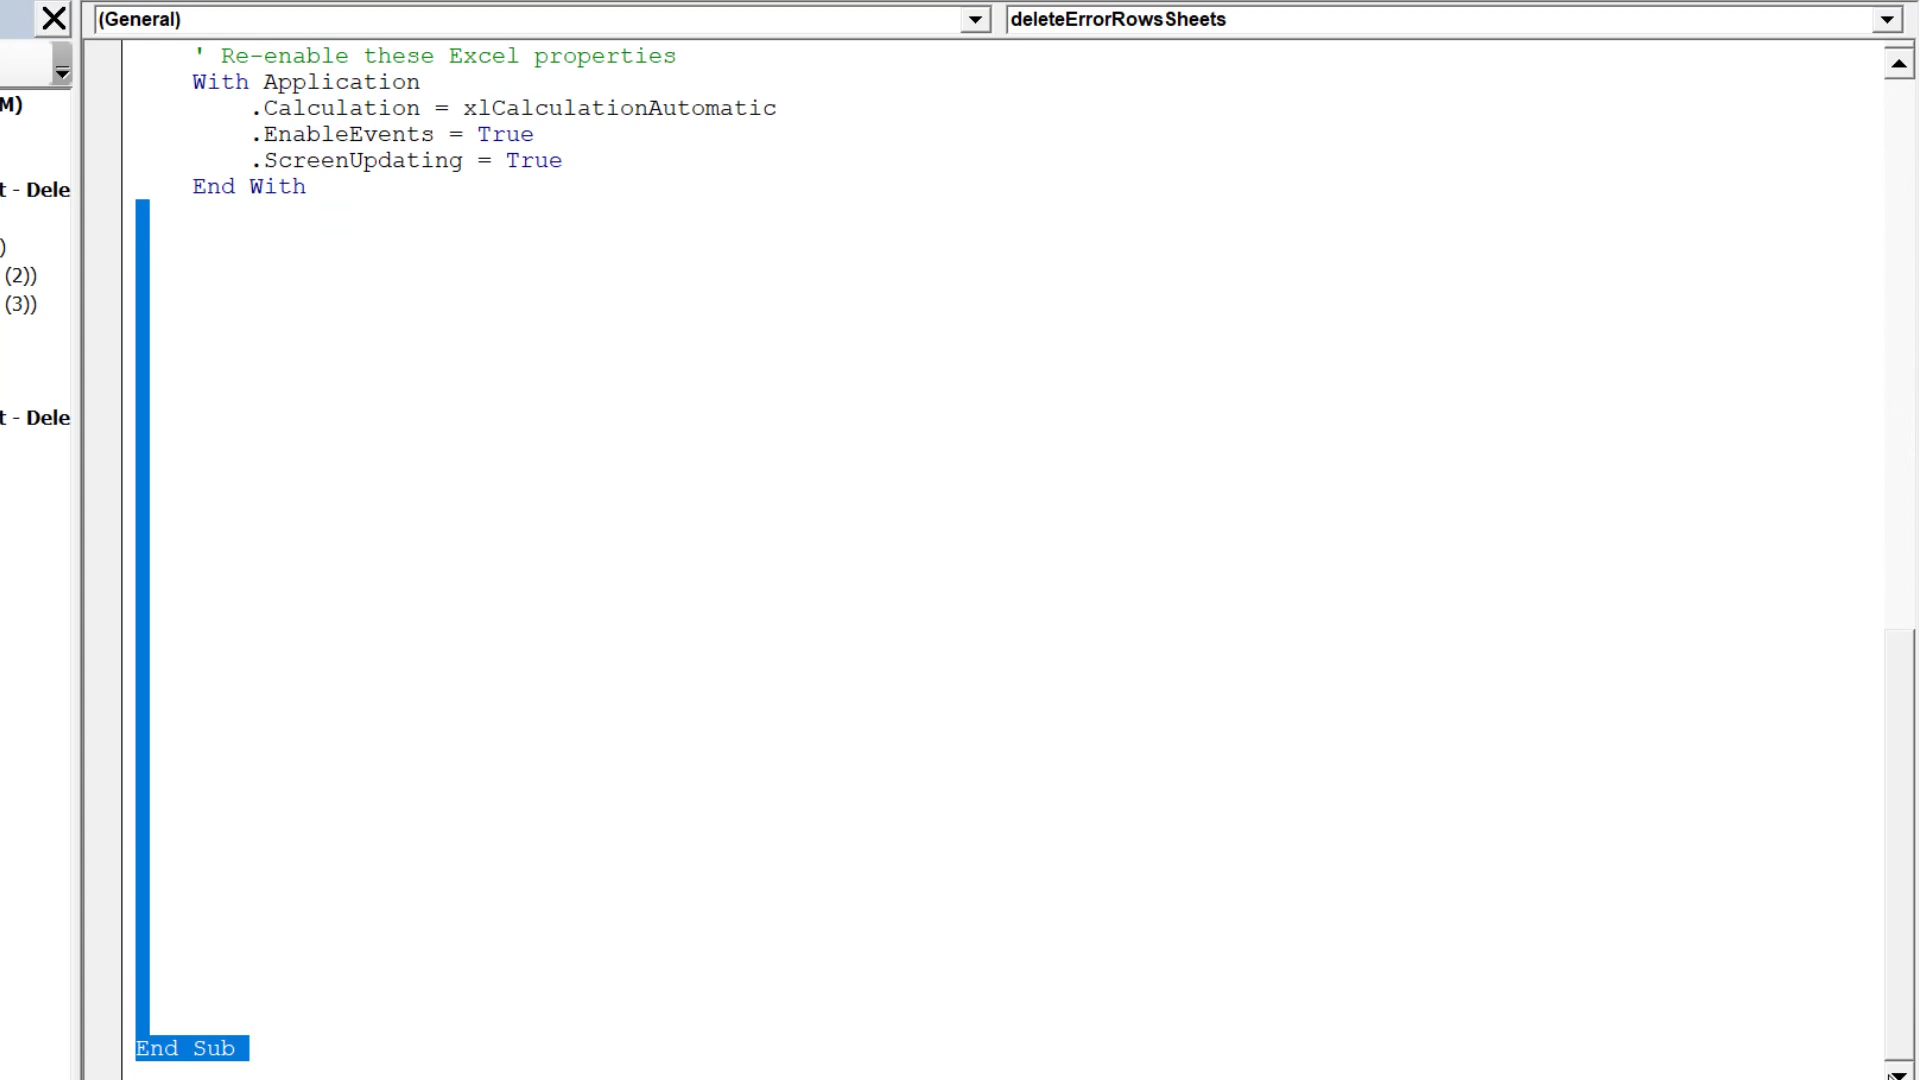 (General)
deleteErrorRowsSheets
M)
t - Dele
)
(2))
(3))
t - Dele
' Re-enable these Excel properties
With Application
.Calculation = xlCalculationAutomatic
.EnableEvents = True
.ScreenUpdating = True
End With
End Sub